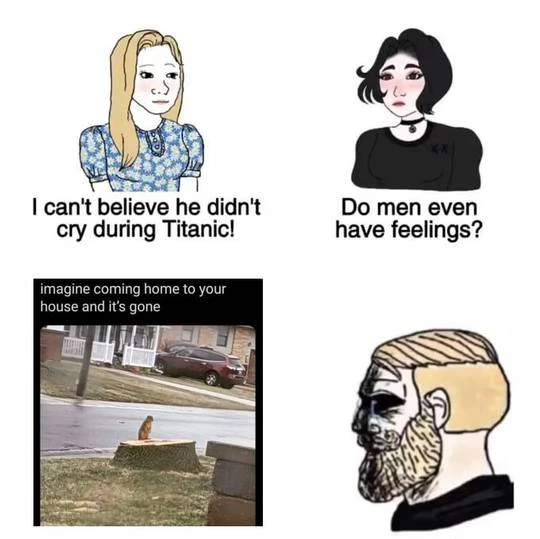 I can't believe he didn't
cry during Titanic!
Do men even
have feelings?
imagine coming home to your
house and it's gone